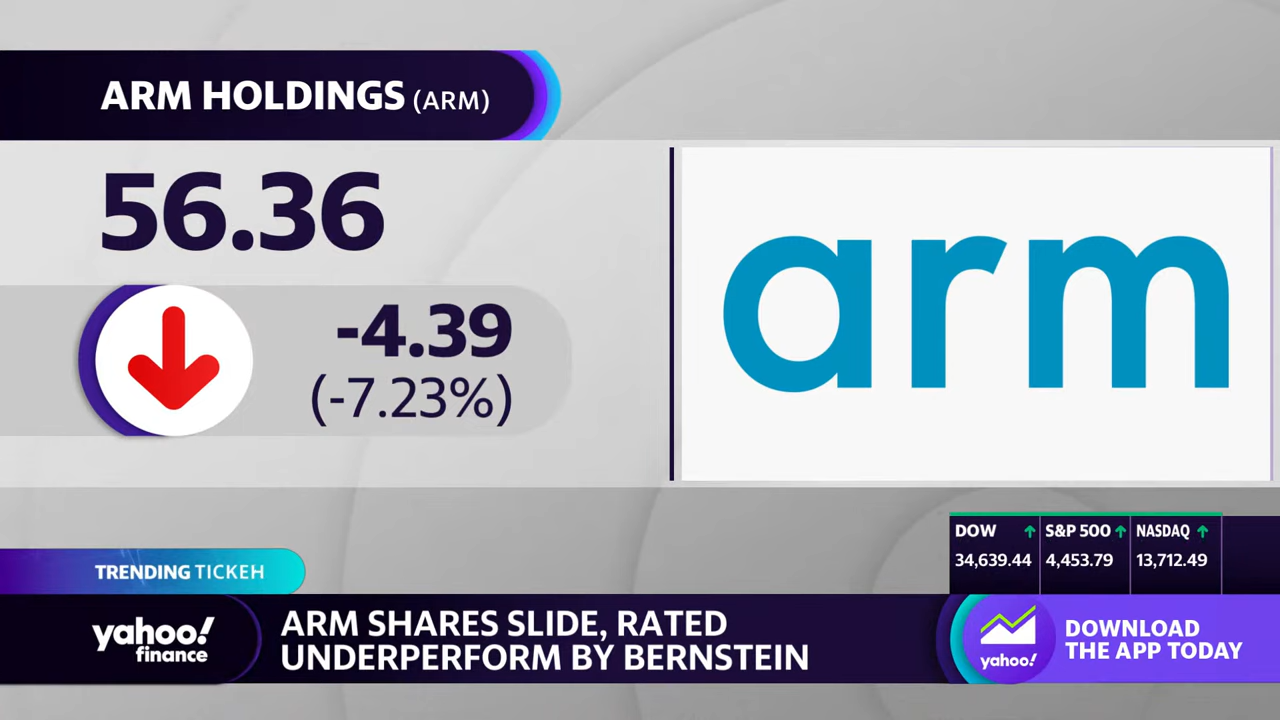 ARM HOLDINGS (ARM)
56.36
-4.39
(-7.23%)
arm
DOW
34,639.44
S&P 500
4,453.79
NASDAQ
13,712.49
TRENDING TICKEH
yahoo!
finance
ARM SHARES SLIDE, RATED
UNDERPERFORM BY BERNSTEIN
yahoo!
DOWNLOAD
THE APP TODAY